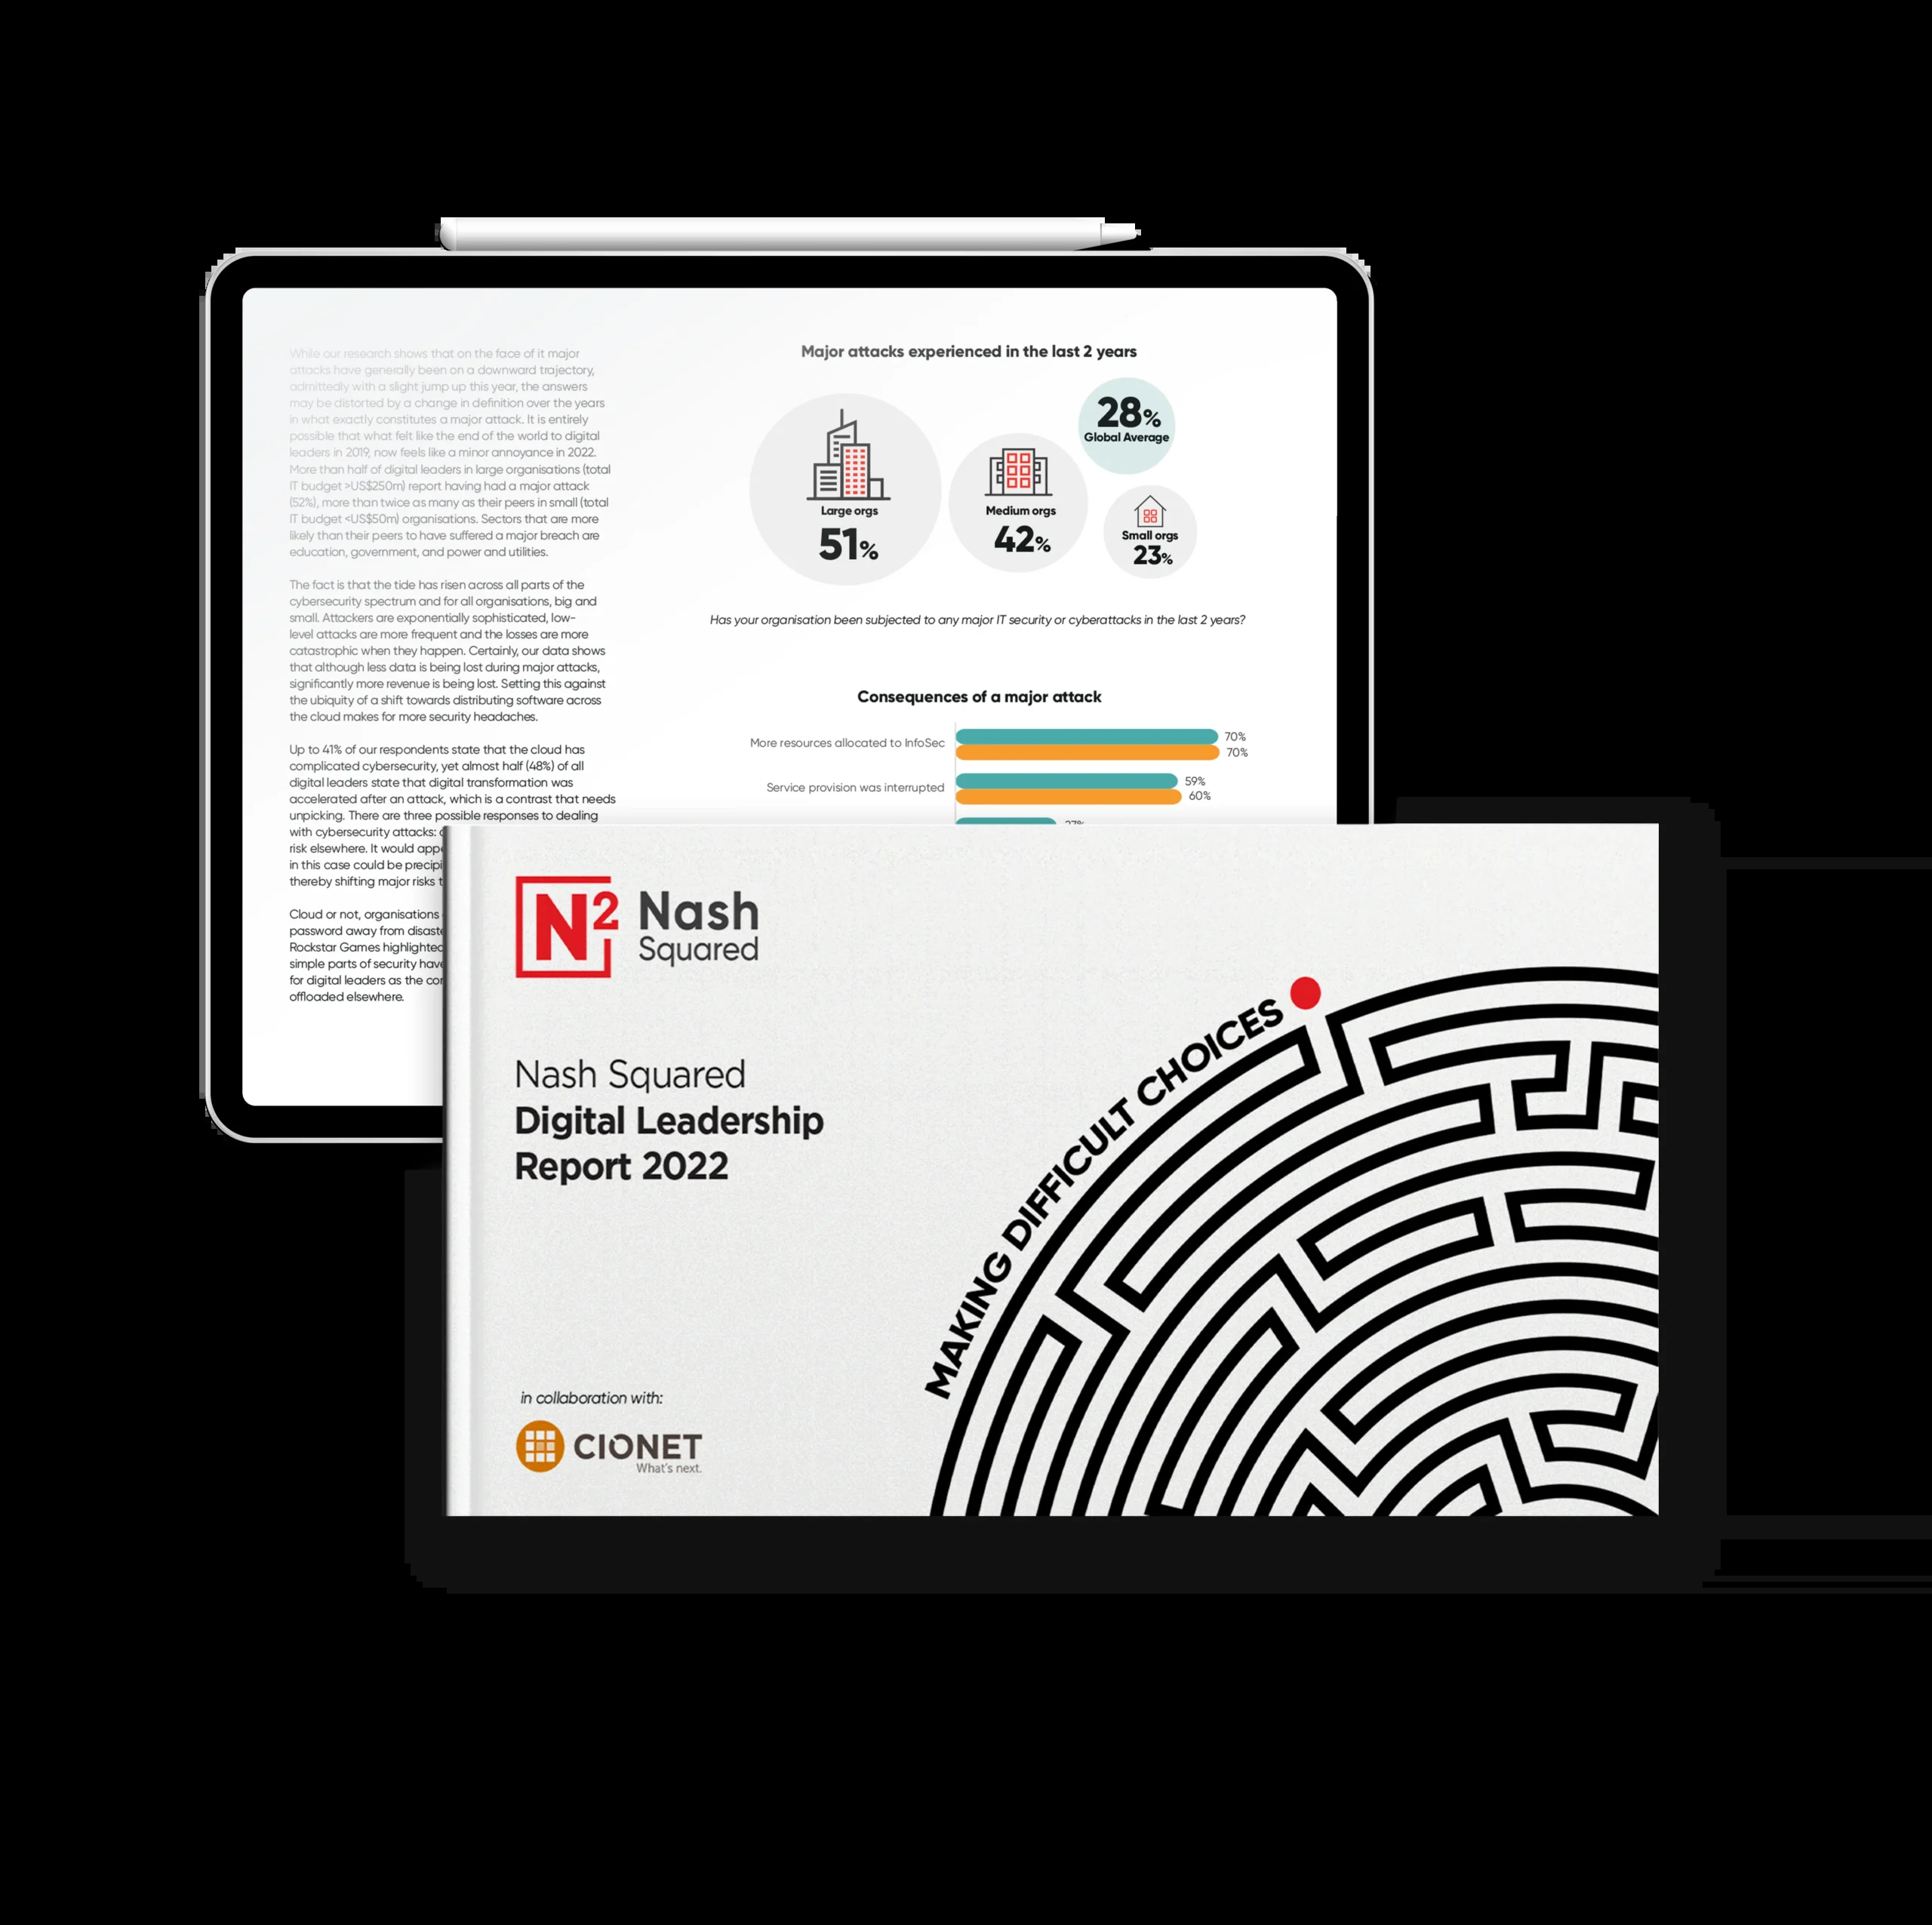 While our research shows that on the face of it major
attacks have generally been on a downward trajectory,
admittedly with a slight jump up this year, the answers
may be distorted by a change in definition over the years
in what exactly constitutes a major attack. It is entirely
possible that what felt like the end of the world to digital
leaders in 2019, now feels like a minor annoyance in 2022.
More than half of digital leaders in large organisations (total
IT budget >US$250m) report having had a major attack
(52%), more than twice as many as their peers in small (total
IT budget <US$50m) organisations. Sectors that are more
likely than their peers to have suffered a major breach are
education, government, and power and utilities.
The fact is that the tide has risen across all parts of the
cybersecurity spectrum and for all organisations, big and
small. Attackers are exponentially sophisticated, low-
level attacks are more frequent and the losses are more
catastrophic when they happen. Certainly, our data shows
that although less data is being lost during major attacks,
significantly more revenue is being lost. Setting this against
the ubiquity of a shift towards distributing software across
the cloud makes for more security headaches.
Up to 41% of our respondents state that the cloud has
complicated cybersecurity, yet almost half (48%) of all
digital leaders state that digital transformation was
accelerated after an attack, which is a contrast that needs
unpicking. There are three possible responses to dealing
with cybersecurity attacks:
risk elsewhere. It would
in this case could be
thereby shifting major risks
Cloud or not, organisations
password away from
Rockstar Games highlighted
simple parts of security have
for digital leaders as the
offloaded elsewhere.
Major attacks experienced in the last 2 years
28%
Global Average
Large orgs
51%
Medium orgs
42%
Small orgs
23%
Has your organisation been subjected to any major IT security or cyberattacks in the last 2 years?
Consequences of a major attack
More resources allocated to InfoSec
70%
70%
Service provision was interrupted
59%
60%
N2 Nash
Squared
Nash Squared
Digital Leadership
Report 2022
MAKING DIFFICULT CHOICES
in collaboration with:
CIONET
What's next.